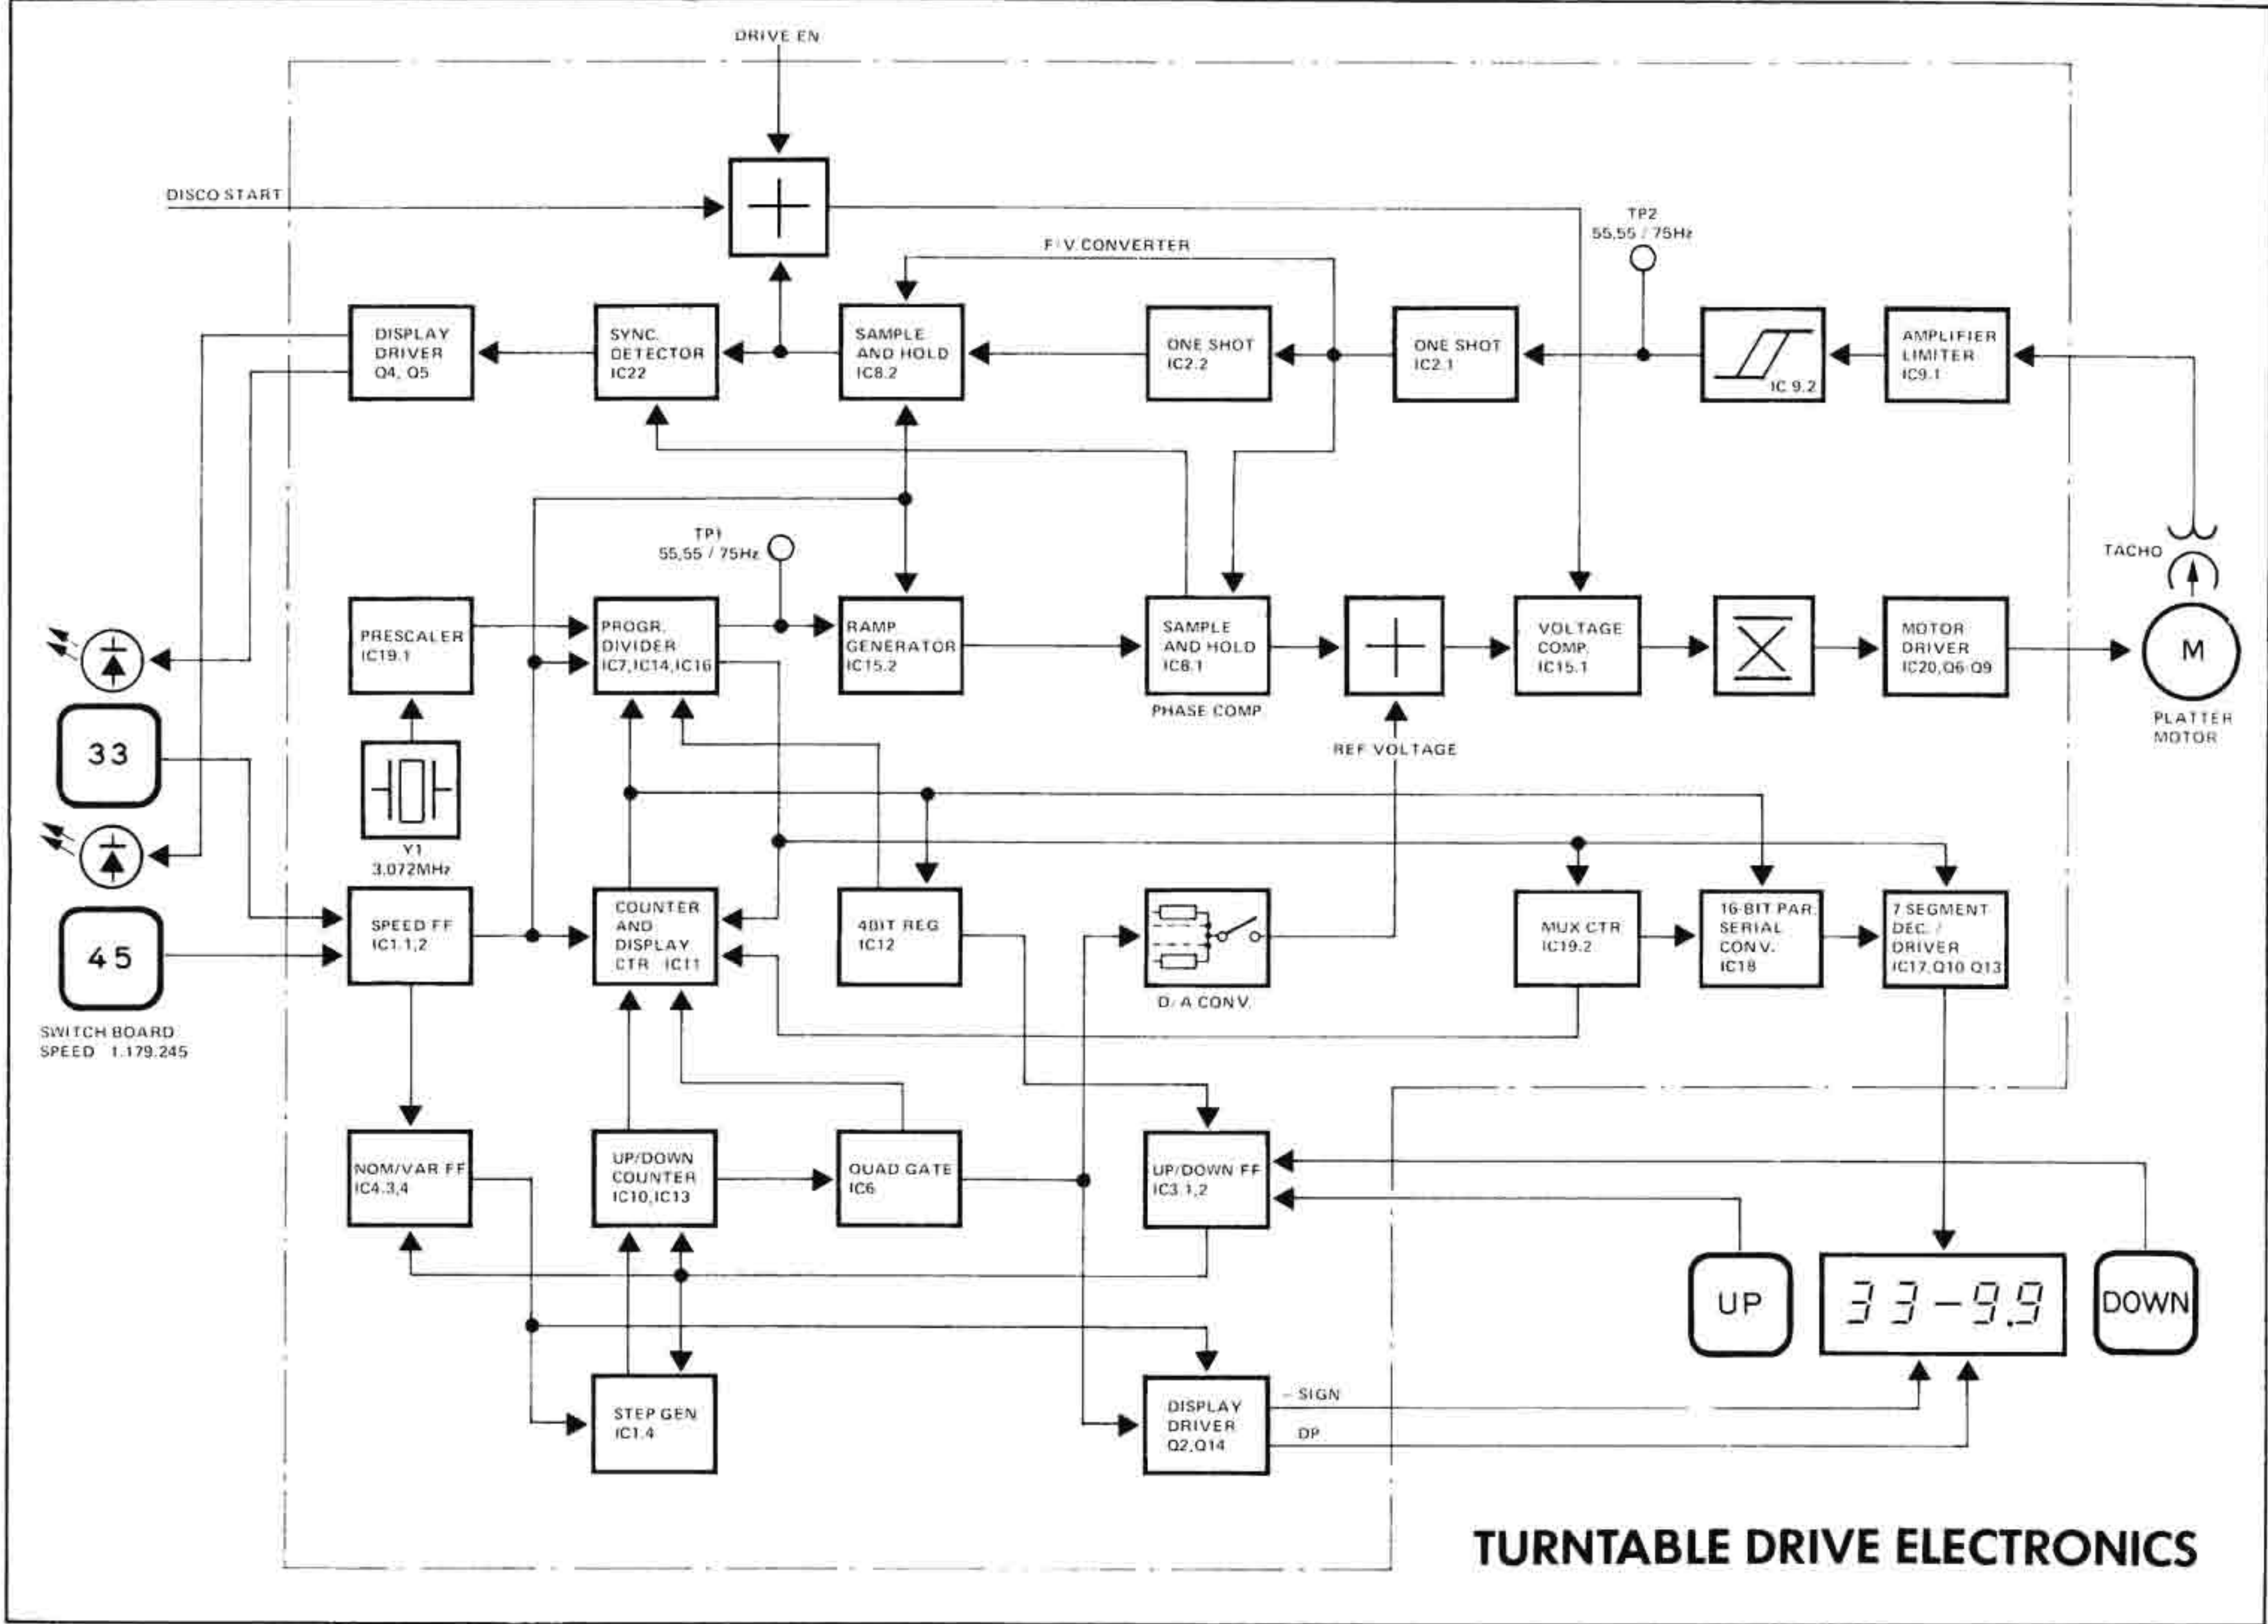 DRIVE EN
DISCO START
TP2
55,55 / 75Hz
F/V CONVERTER
DISPLAY
DRIVER
Q4, Q5
SYNC.
DETECTOR
IC22
SAMPLE
AND HOLD
IC8.2
ONE SHOT
IC2.2
ONE SHOT
IC2.1
IC 9.2
AMPLIFIER
LIMITER
IC9.1
TP1
55,55 / 75Hz
TACHO
PRESCALER
IC19.1
PROGR.
DIVIDER
IC7,IC14,IC16
RAMP
GENERATOR
IC15.2
SAMPLE
AND HOLD
IC8.1
PHASE COMP
VOLTAGE
COMP.
IC15.1
MOTOR
DRIVER
IC20,Q6-Q9
M
PLATTER
MOTOR
REF VOLTAGE
33
Y1
3.072MHz
45
SWITCH BOARD
SPEED 1.179.245
SPEED FF
IC1.1,2
COUNTER
AND
DISPLAY
CTR IC11
4BIT REG
IC12
D/A CONV.
MUX CTR
IC19.2
16-BIT PAR.
SERIAL
CONV.
IC18
7 SEGMENT
DEC. /
DRIVER
IC17,Q10-Q13
NOM/VAR FF
IC4.3,4
UP/DOWN
COUNTER
IC10,IC13
QUAD GATE
IC6
UP/DOWN FF
IC3.1,2
UP
33-9.9
DOWN
STEP GEN
IC1.4
DISPLAY
DRIVER
Q2,Q14
- SIGN
DP
TURNTABLE DRIVE ELECTRONICS